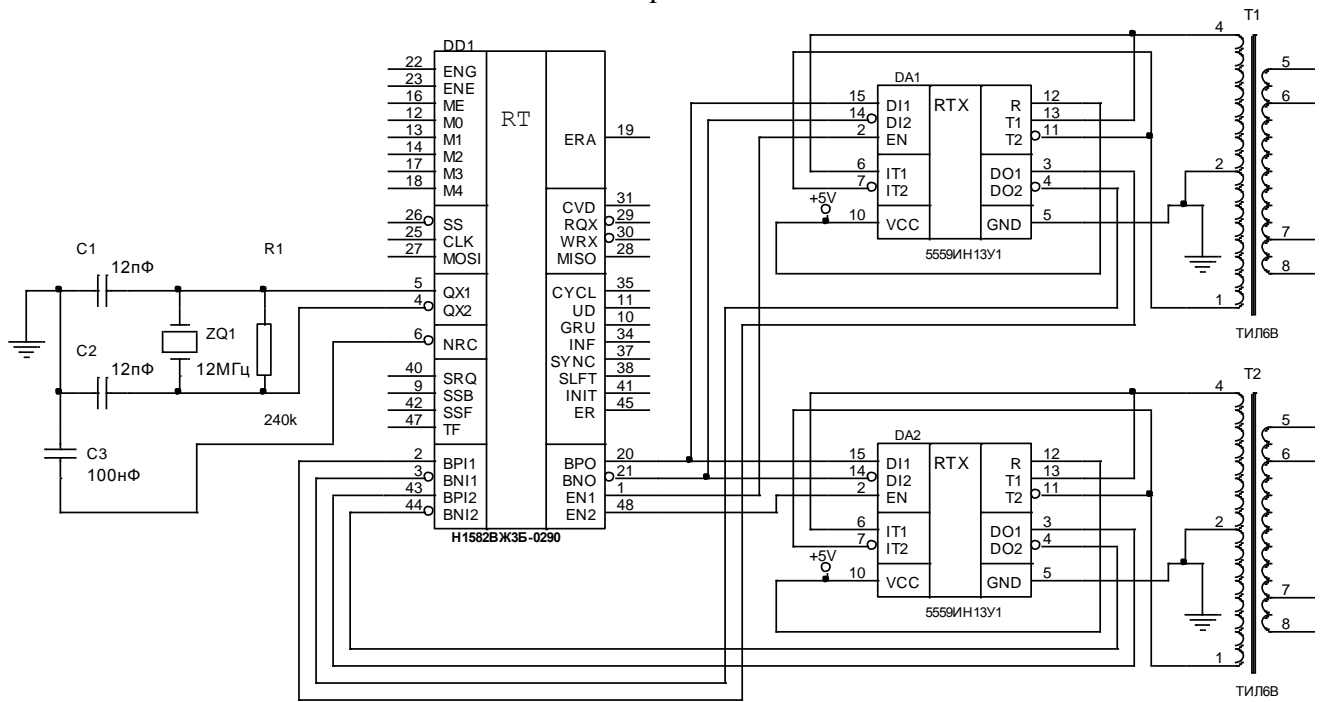 DD1
RT
22 ENG
23 ENE
16 ME
12 M0
13 M1
14 M2
17 M3
18 M4
26 SS
25 CLK
27 MOSI
5 QX1
4 QX2
6 NRC
40 SRQ
9 SSB
42 SSF
47 TF
2 BPI1
3 BNI1
43 BPI2
44 BNI2
ERA 19
CVD 31
RQX 29
WRX 30
MISO 28
CYCL 35
UD 11
GRU 10
INF 34
SYNC 37
SLFT 38
INIT 41
ER 45
BPO 20
BNO 21
EN1 1
EN2 48
Н1582ВЖ3Б-0290
C1
12пФ
R1
ZQ1
C2
12пФ
12МГц
240k
C3
100нФ
DA1
RTX
15 DI1
14 DI2
2 EN
6 IT1
7 IT2
+5V
10 VCC
R 12
T1 13
T2 11
DO1 3
DO2 4
GND 5
5559ИН13У1
T1
4
5
6
2
7
8
1
ТИЛ6В
DA2
RTX
15 DI1
14 DI2
2 EN
6 IT1
7 IT2
+5V
10 VCC
R 12
T1 13
T2 11
DO1 3
DO2 4
GND 5
5559ИН13У1
T2
4
5
6
2
7
8
1
ТИЛ6В